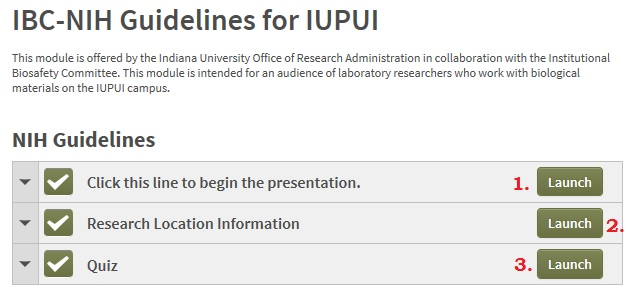 IBC-NIH Guidelines for IUPUI
This module is offered by the Indiana University Office of Research Administration in collaboration with the Institutional
Biosafety Committee. This module is intended for an audience of laboratory researchers who work with biological
materials on the IUPUI campus.
NIH Guidelines
Click this line to begin the presentation. 1. Launch
Research Location Information Launch 2.
Quiz 3. Launch